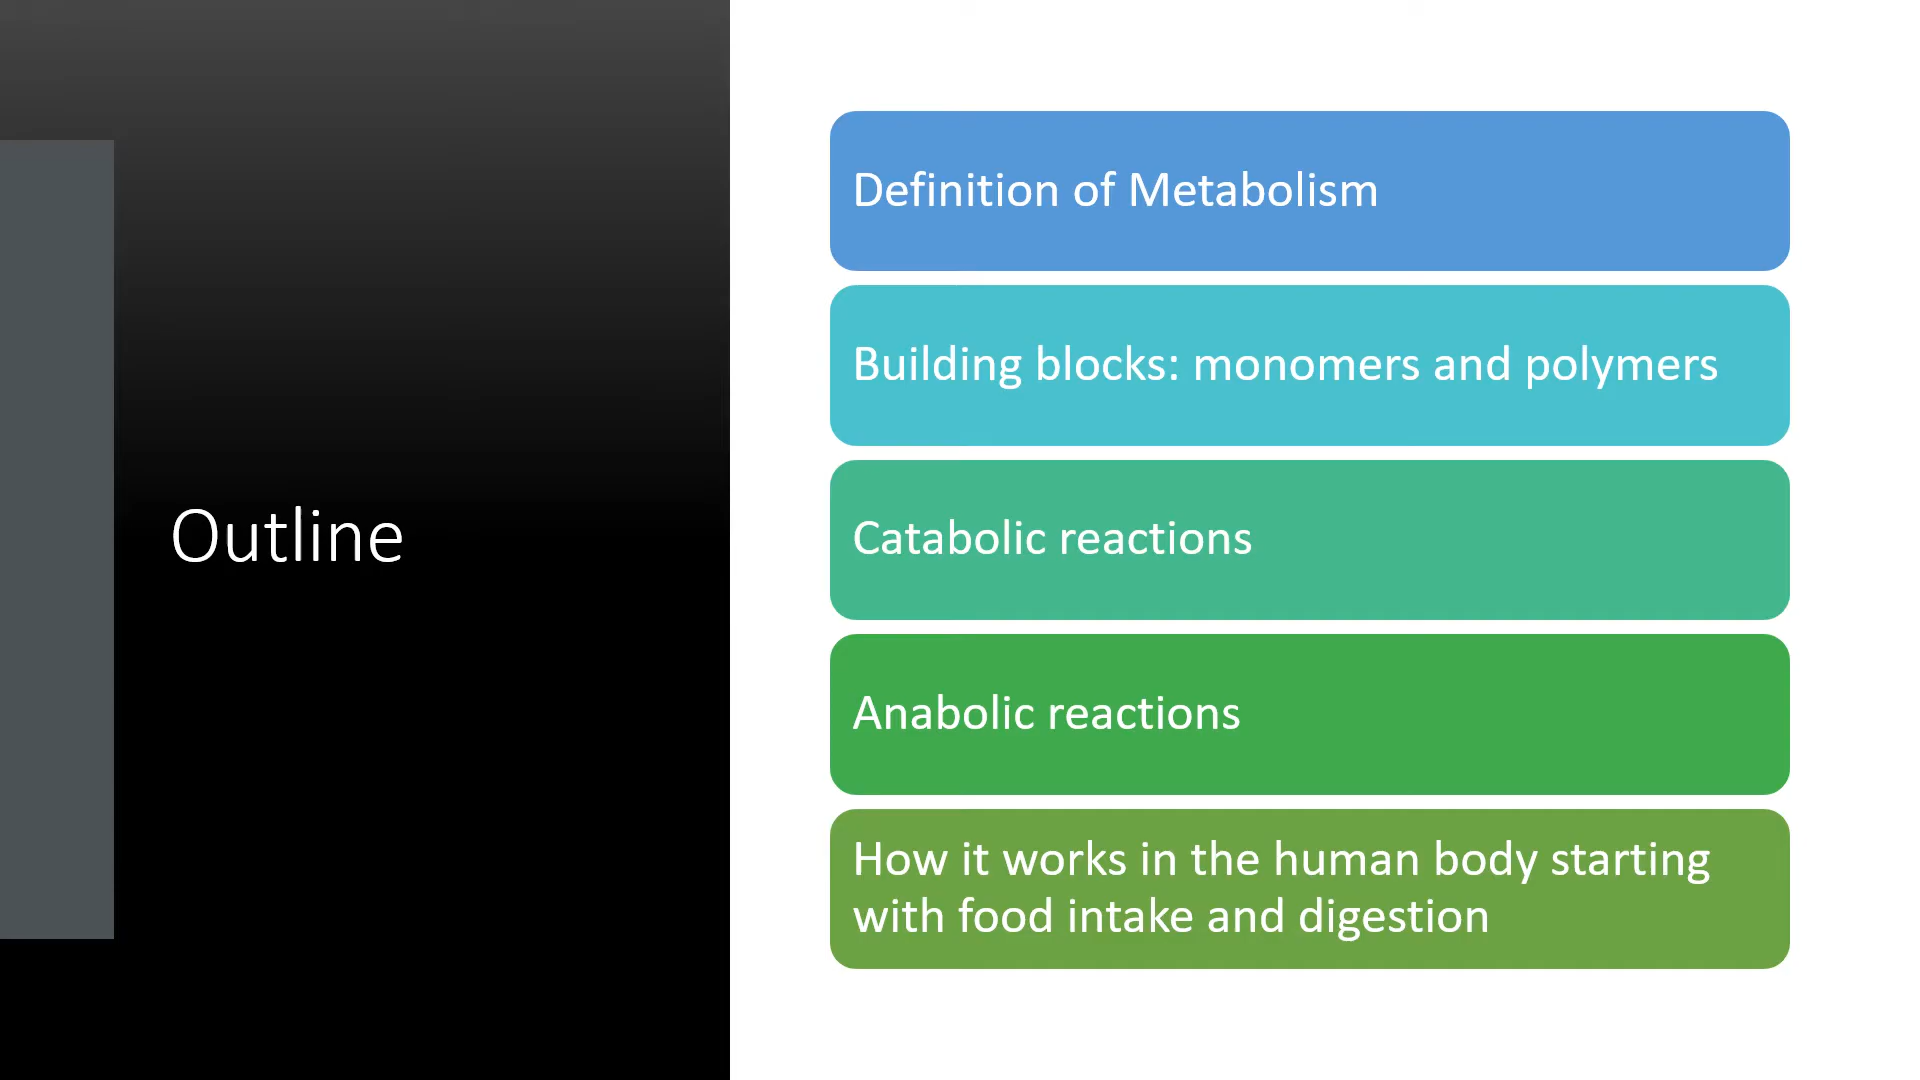 Outline
Definition of Metabolism
Building blocks: monomers and polymers
Catabolic reactions
Anabolic reactions
How it works in the human body starting
with food intake and digestion